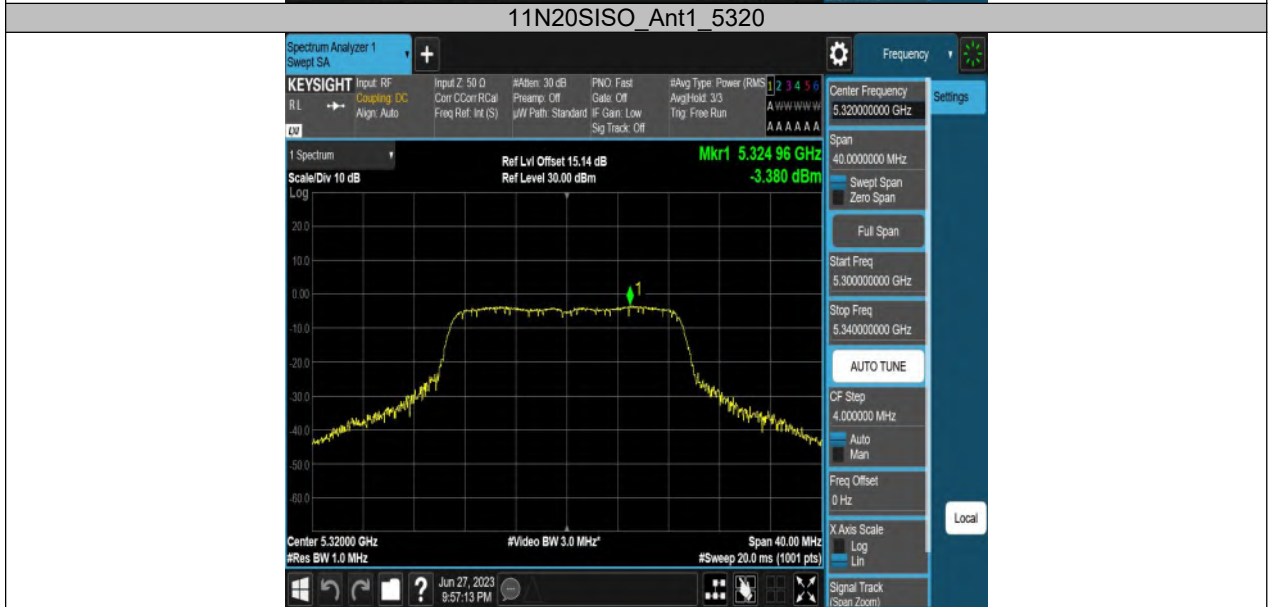 11N20SISO_Ant1_5320
Spectrum Analyzer 1
Swept SA
Frequency
KEYSIGHT
RL
Input: RF
Coupling: DC
Align: Auto
Input Z: 50 Ω
Corr CCorr RCal
Freq Ref: Int (S)
#Atten: 30 dB
Preamp: Off
µW Path: Standard
PNO: Fast
Gate: Off
IF Gain: Low
Sig Track: Off
#Avg Type: Power (RMS
Avg|Hold: 3/3
Trig: Free Run
1 2 3 4 5 6
A W W W W W
A A A A A A
LXI
1 Spectrum
Scale/Div 10 dB
Log
Ref Lvl Offset 15.14 dB
Ref Level 30.00 dBm
Mkr1 5.324 96 GHz
-3.380 dBm
20.0
10.0
0.00
-10.0
-20.0
-30.0
-40.0
-50.0
-60.0
1
Center 5.32000 GHz
#Res BW 1.0 MHz
#Video BW 3.0 MHz*
Span 40.00 MHz
#Sweep 20.0 ms (1001 pts)
Jun 27, 2023
9:57:13 PM
Center Frequency
5.320000000 GHz
Settings
Span
40.0000000 MHz
Swept Span
Zero Span
Full Span
Start Freq
5.300000000 GHz
Stop Freq
5.340000000 GHz
AUTO TUNE
CF Step
4.000000 MHz
Auto
Man
Freq Offset
0 Hz
X Axis Scale
Log
Lin
Local
Signal Track
(Span Zoom)